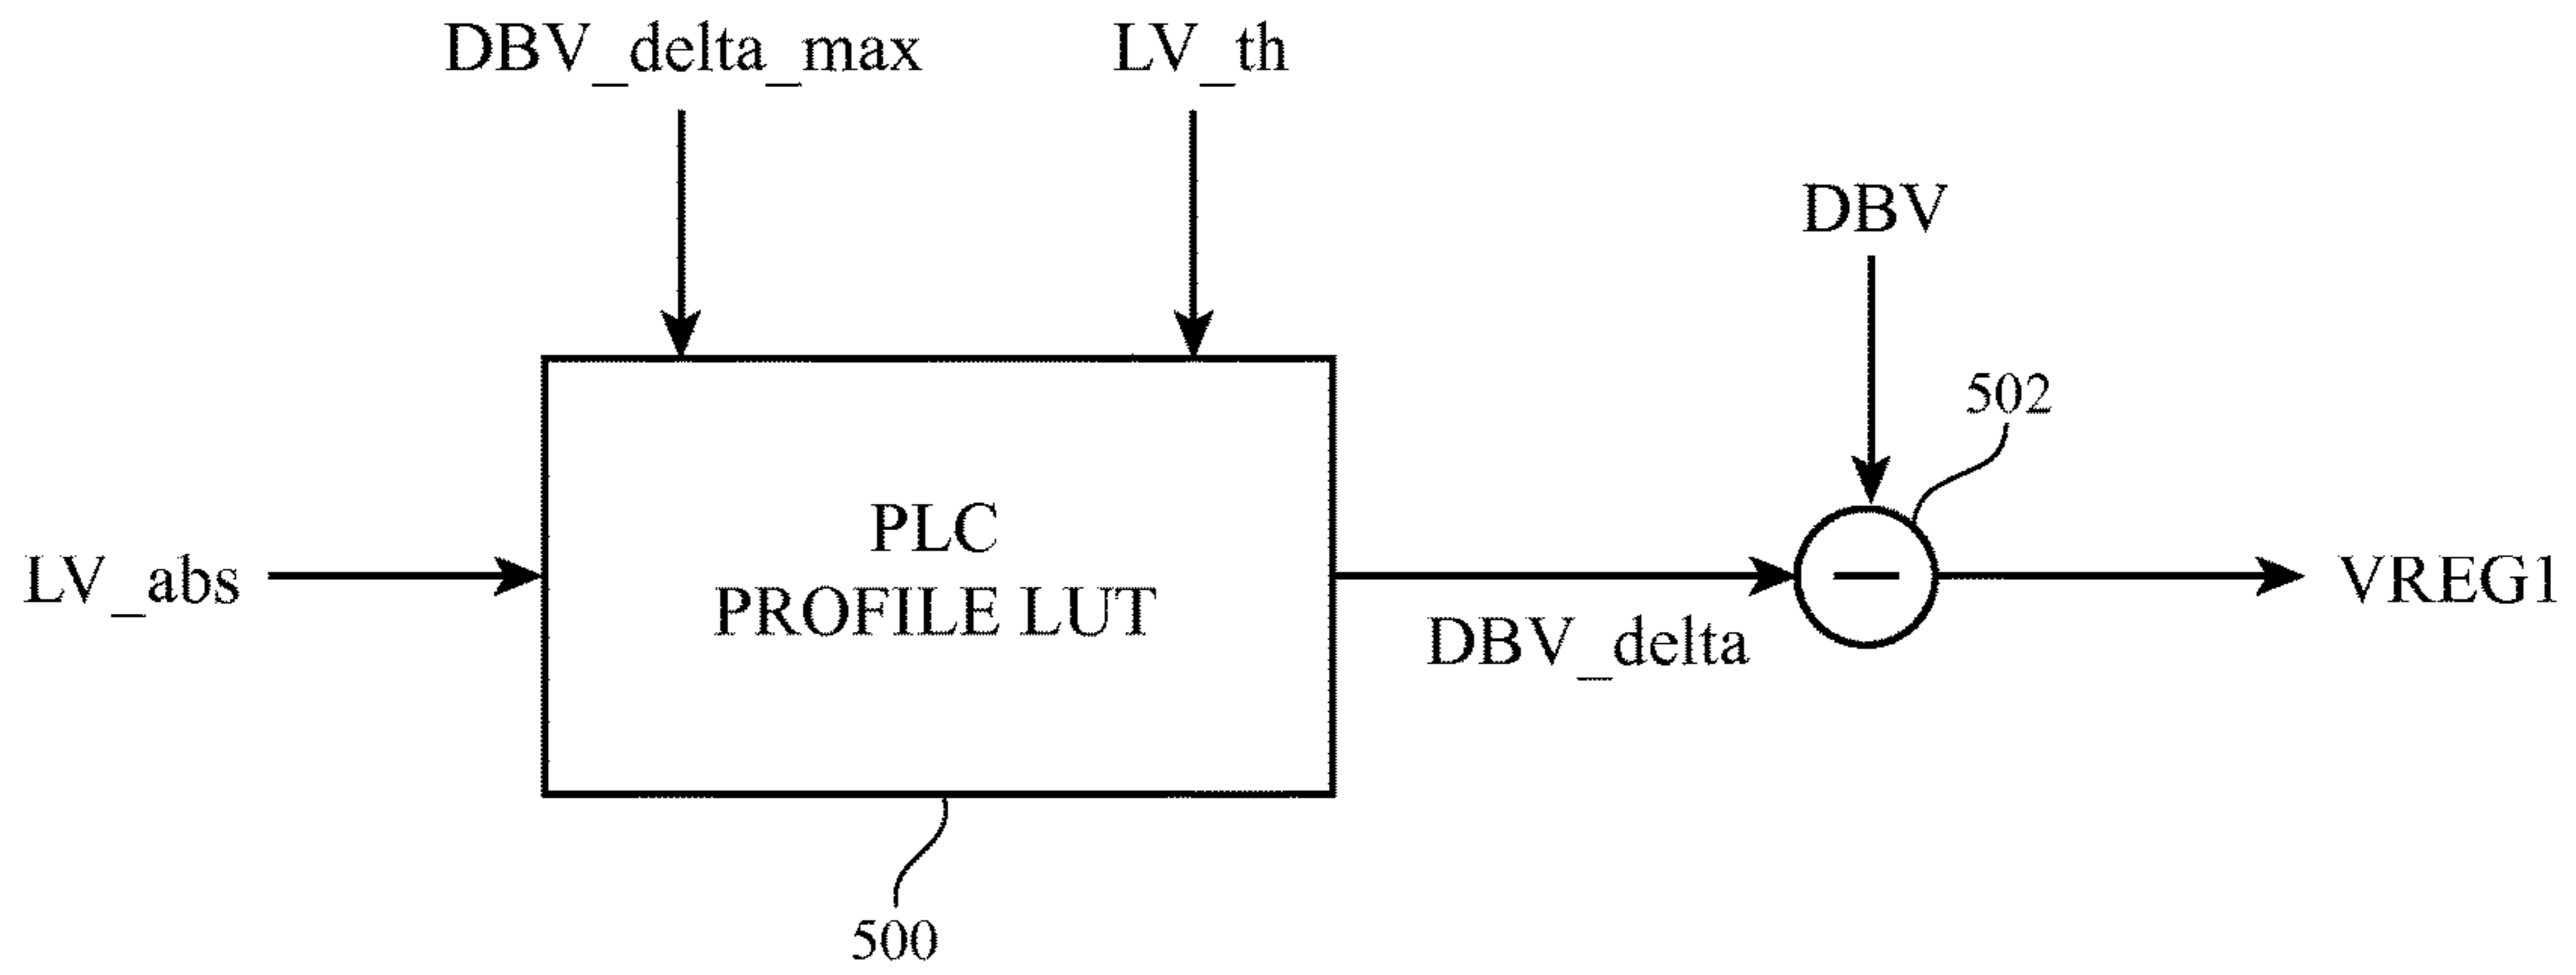 DBV_delta_max
LV_th
DBV
502
PLC
PROFILE LUT
LV_abs
VREG1
DBV_delta
500